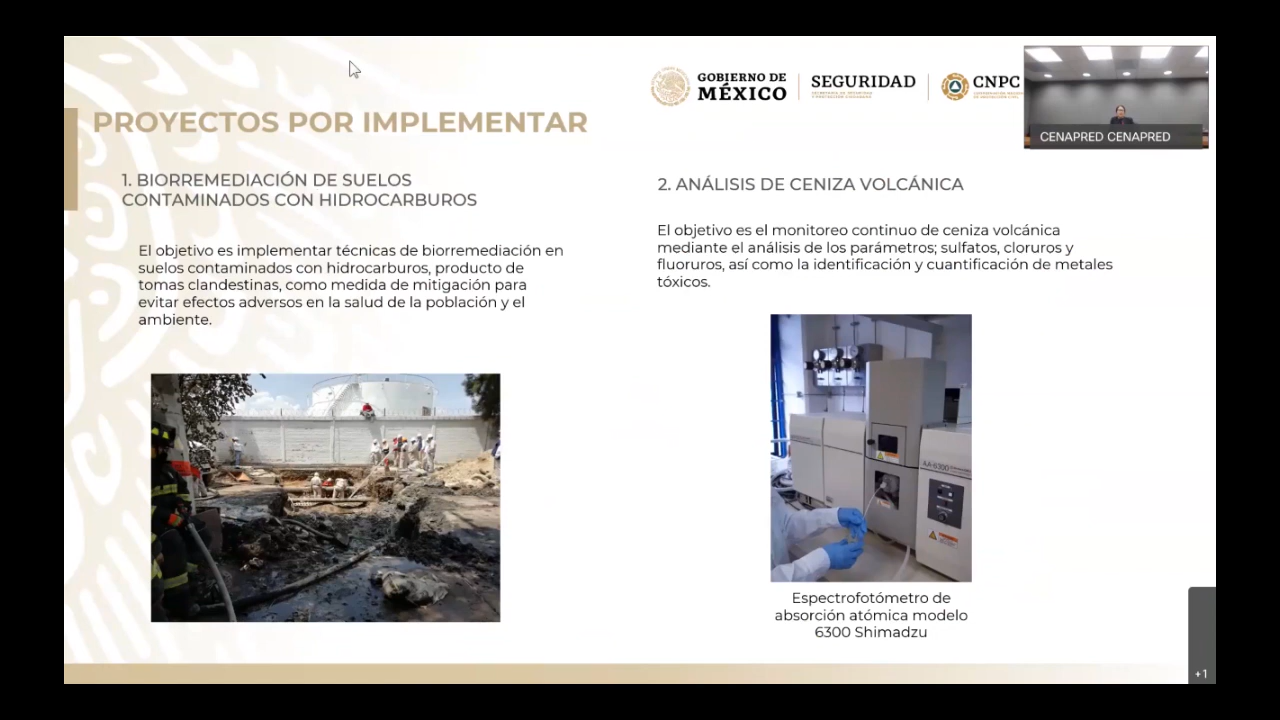 GOBIERNO DE
MÉXICO
SEGURIDAD
CNPC
CENAPRED CENAPRED
PROYECTOS POR IMPLEMENTAR
1. BIORREMEDIACIÓN DE SUELOS
CONTAMINADOS CON HIDROCARBUROS
El objetivo es implementar técnicas de biorremediación en
suelos contaminados con hidrocarburos, producto de
tomas clandestinas, como medida de mitigación para
evitar efectos adversos en la salud de la población y el
ambiente.
2. ANÁLISIS DE CENIZA VOLCÁNICA
El objetivo es el monitoreo continuo de ceniza volcánica
mediante el análisis de los parámetros; sulfatos, cloruros y
fluoruros, así como la identificación y cuantificación de metales
tóxicos.
AA-6300
Espectrofotómetro de
absorción atómica modelo
6300 Shimadzu
+1